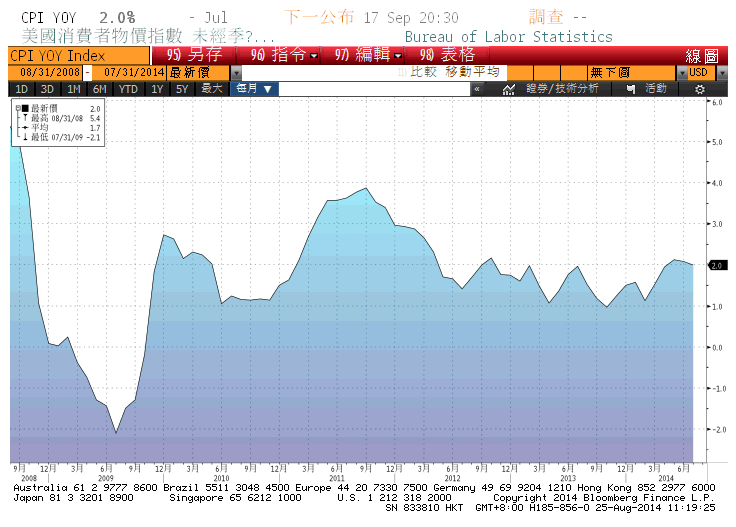 CPI YOY 2.0% - Jul 下一公布 17 Sep 20:30 調查 --
美國消費者物價指數 未經季?... Bureau of Labor Statistics
CPI YOY Index 95) 另存 96) 指令 97) 編輯 98) 表格 線圖
08/31/2008 - 07/31/2014 最新價 比較 移動平均 無下圖 USD
1D 3D 1M 6M YTD 1Y 5Y 最大 每月 ▼ « 證券/技術分析 活動
最新價 2.0
最高 08/31/08 5.4
平均 1.7
最低 07/31/09 -2.1
6.0
5.0
4.0
3.0
2.0
1.0
0.0
-1.0
-2.0
9月 12月 3月 6月 9月 12月 3月 6月 9月 12月 3月 6月 9月 12月 3月 6月 9月 12月 3月 6月 9月 12月 3月 6月
2008 2009 2010 2011 2012 2013 2014
Australia 61 2 9777 8600 Brazil 5511 3048 4500 Europe 44 20 7330 7500 Germany 49 69 9204 1210 Hong Kong 852 2977 6000
Japan 81 3 3201 8900 Singapore 65 6212 1000 U.S. 1 212 318 2000 Copyright 2014 Bloomberg Finance L.P.
SN 833810 HKT GMT+8:00 H185-856-0 25-Aug-2014 11:19:25